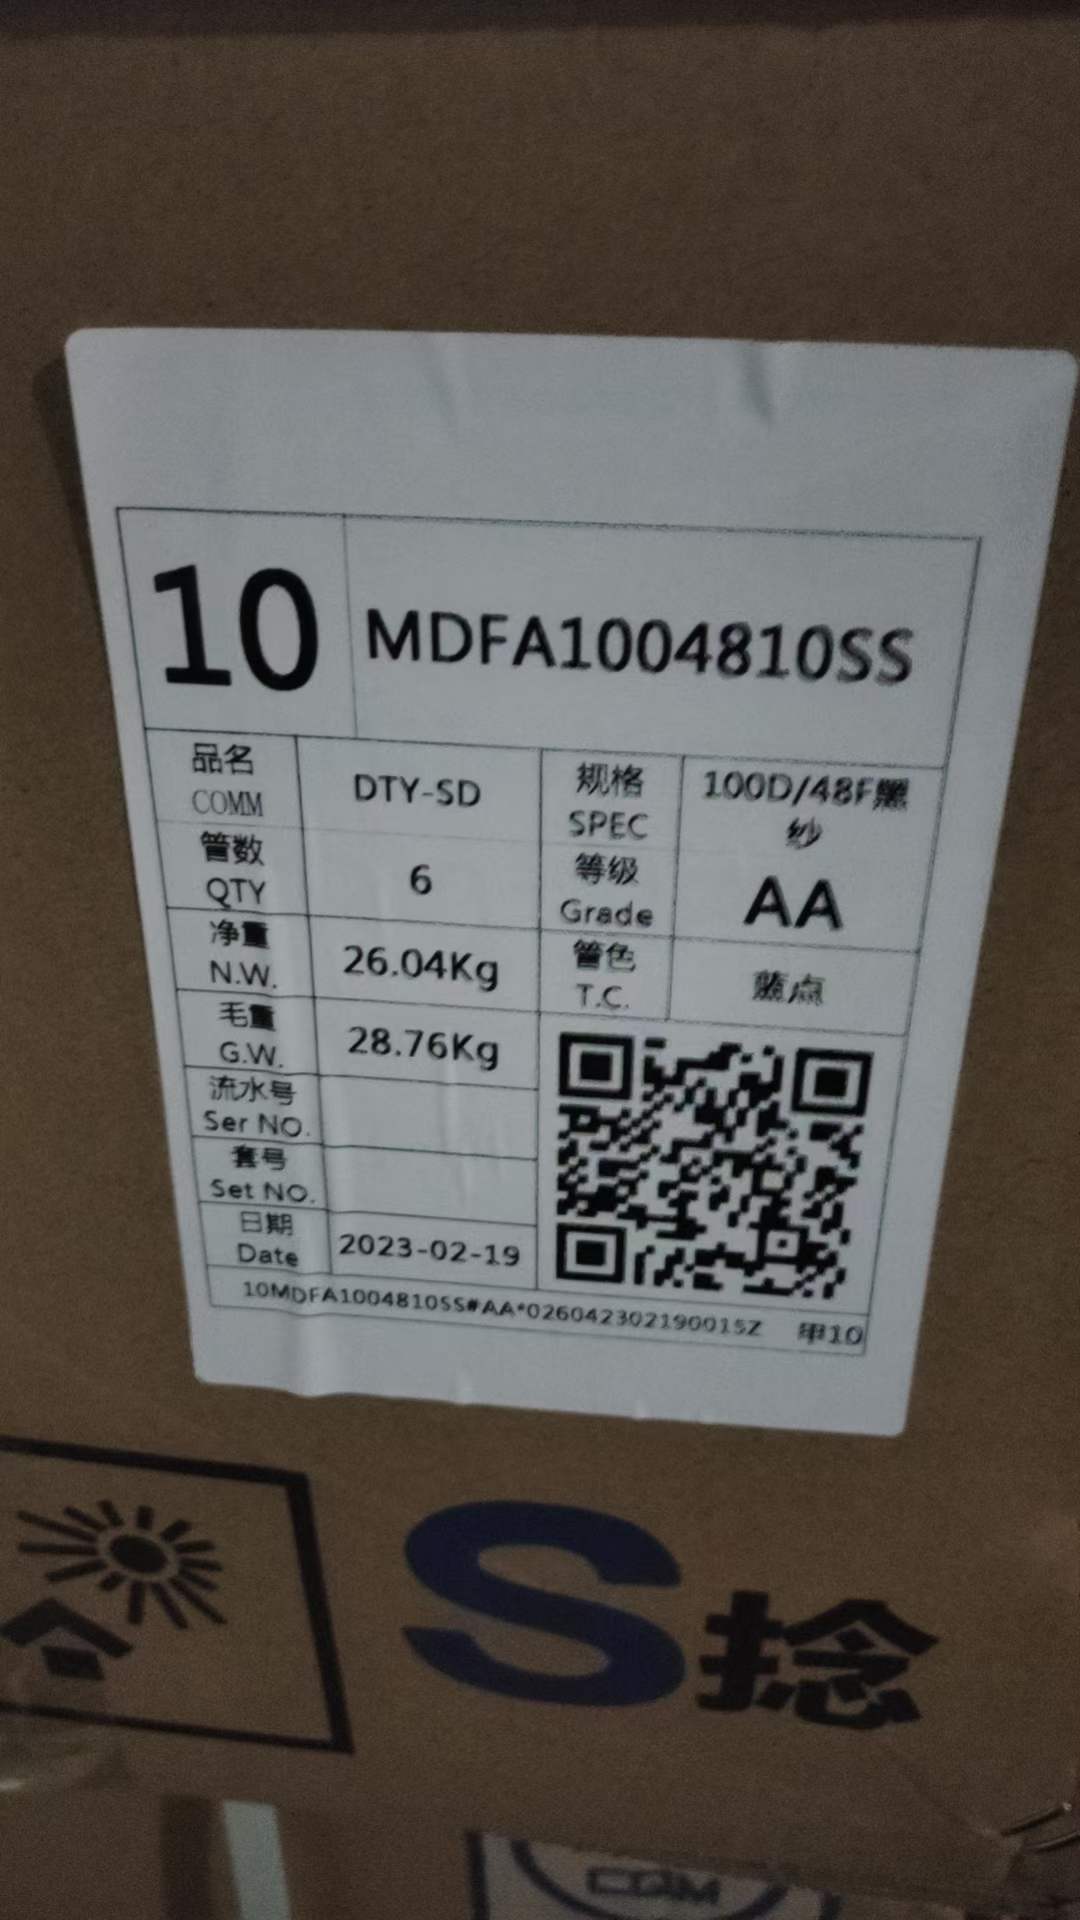 10
MDFA1004810SS
品名
COMM
DTY-SD
规格
SPEC
100D/48F黑
纱
管数
QTY
6
等级
Grade
AA
净重
N.W.
26.04Kg
管色
T.C.
蓝点
毛重
G.W.
28.76Kg
流水号
Ser NO.
套号
Set NO.
日期
Date
2023-02-19
10MDFA1004810SS#AA*026042302190015Z 甲10
S捻